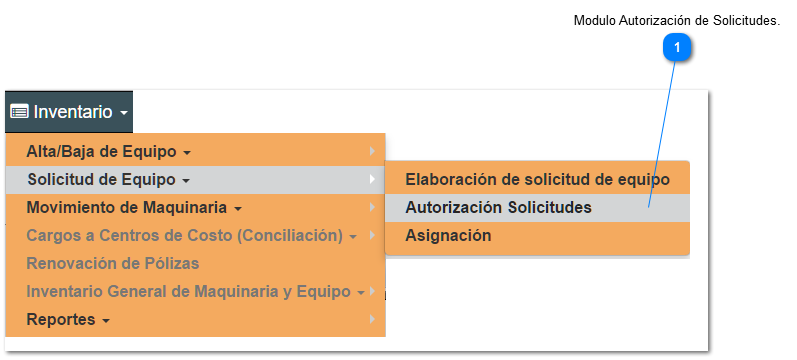 Modulo Autorización de Solicitudes.
1
Inventario
Alta/Baja de Equipo
Solicitud de Equipo
Movimiento de Maquinaria
Cargos a Centros de Costo (Conciliación)
Renovación de Pólizas
Inventario General de Maquinaria y Equipo
Reportes
Elaboración de solicitud de equipo
Autorización Solicitudes
Asignación